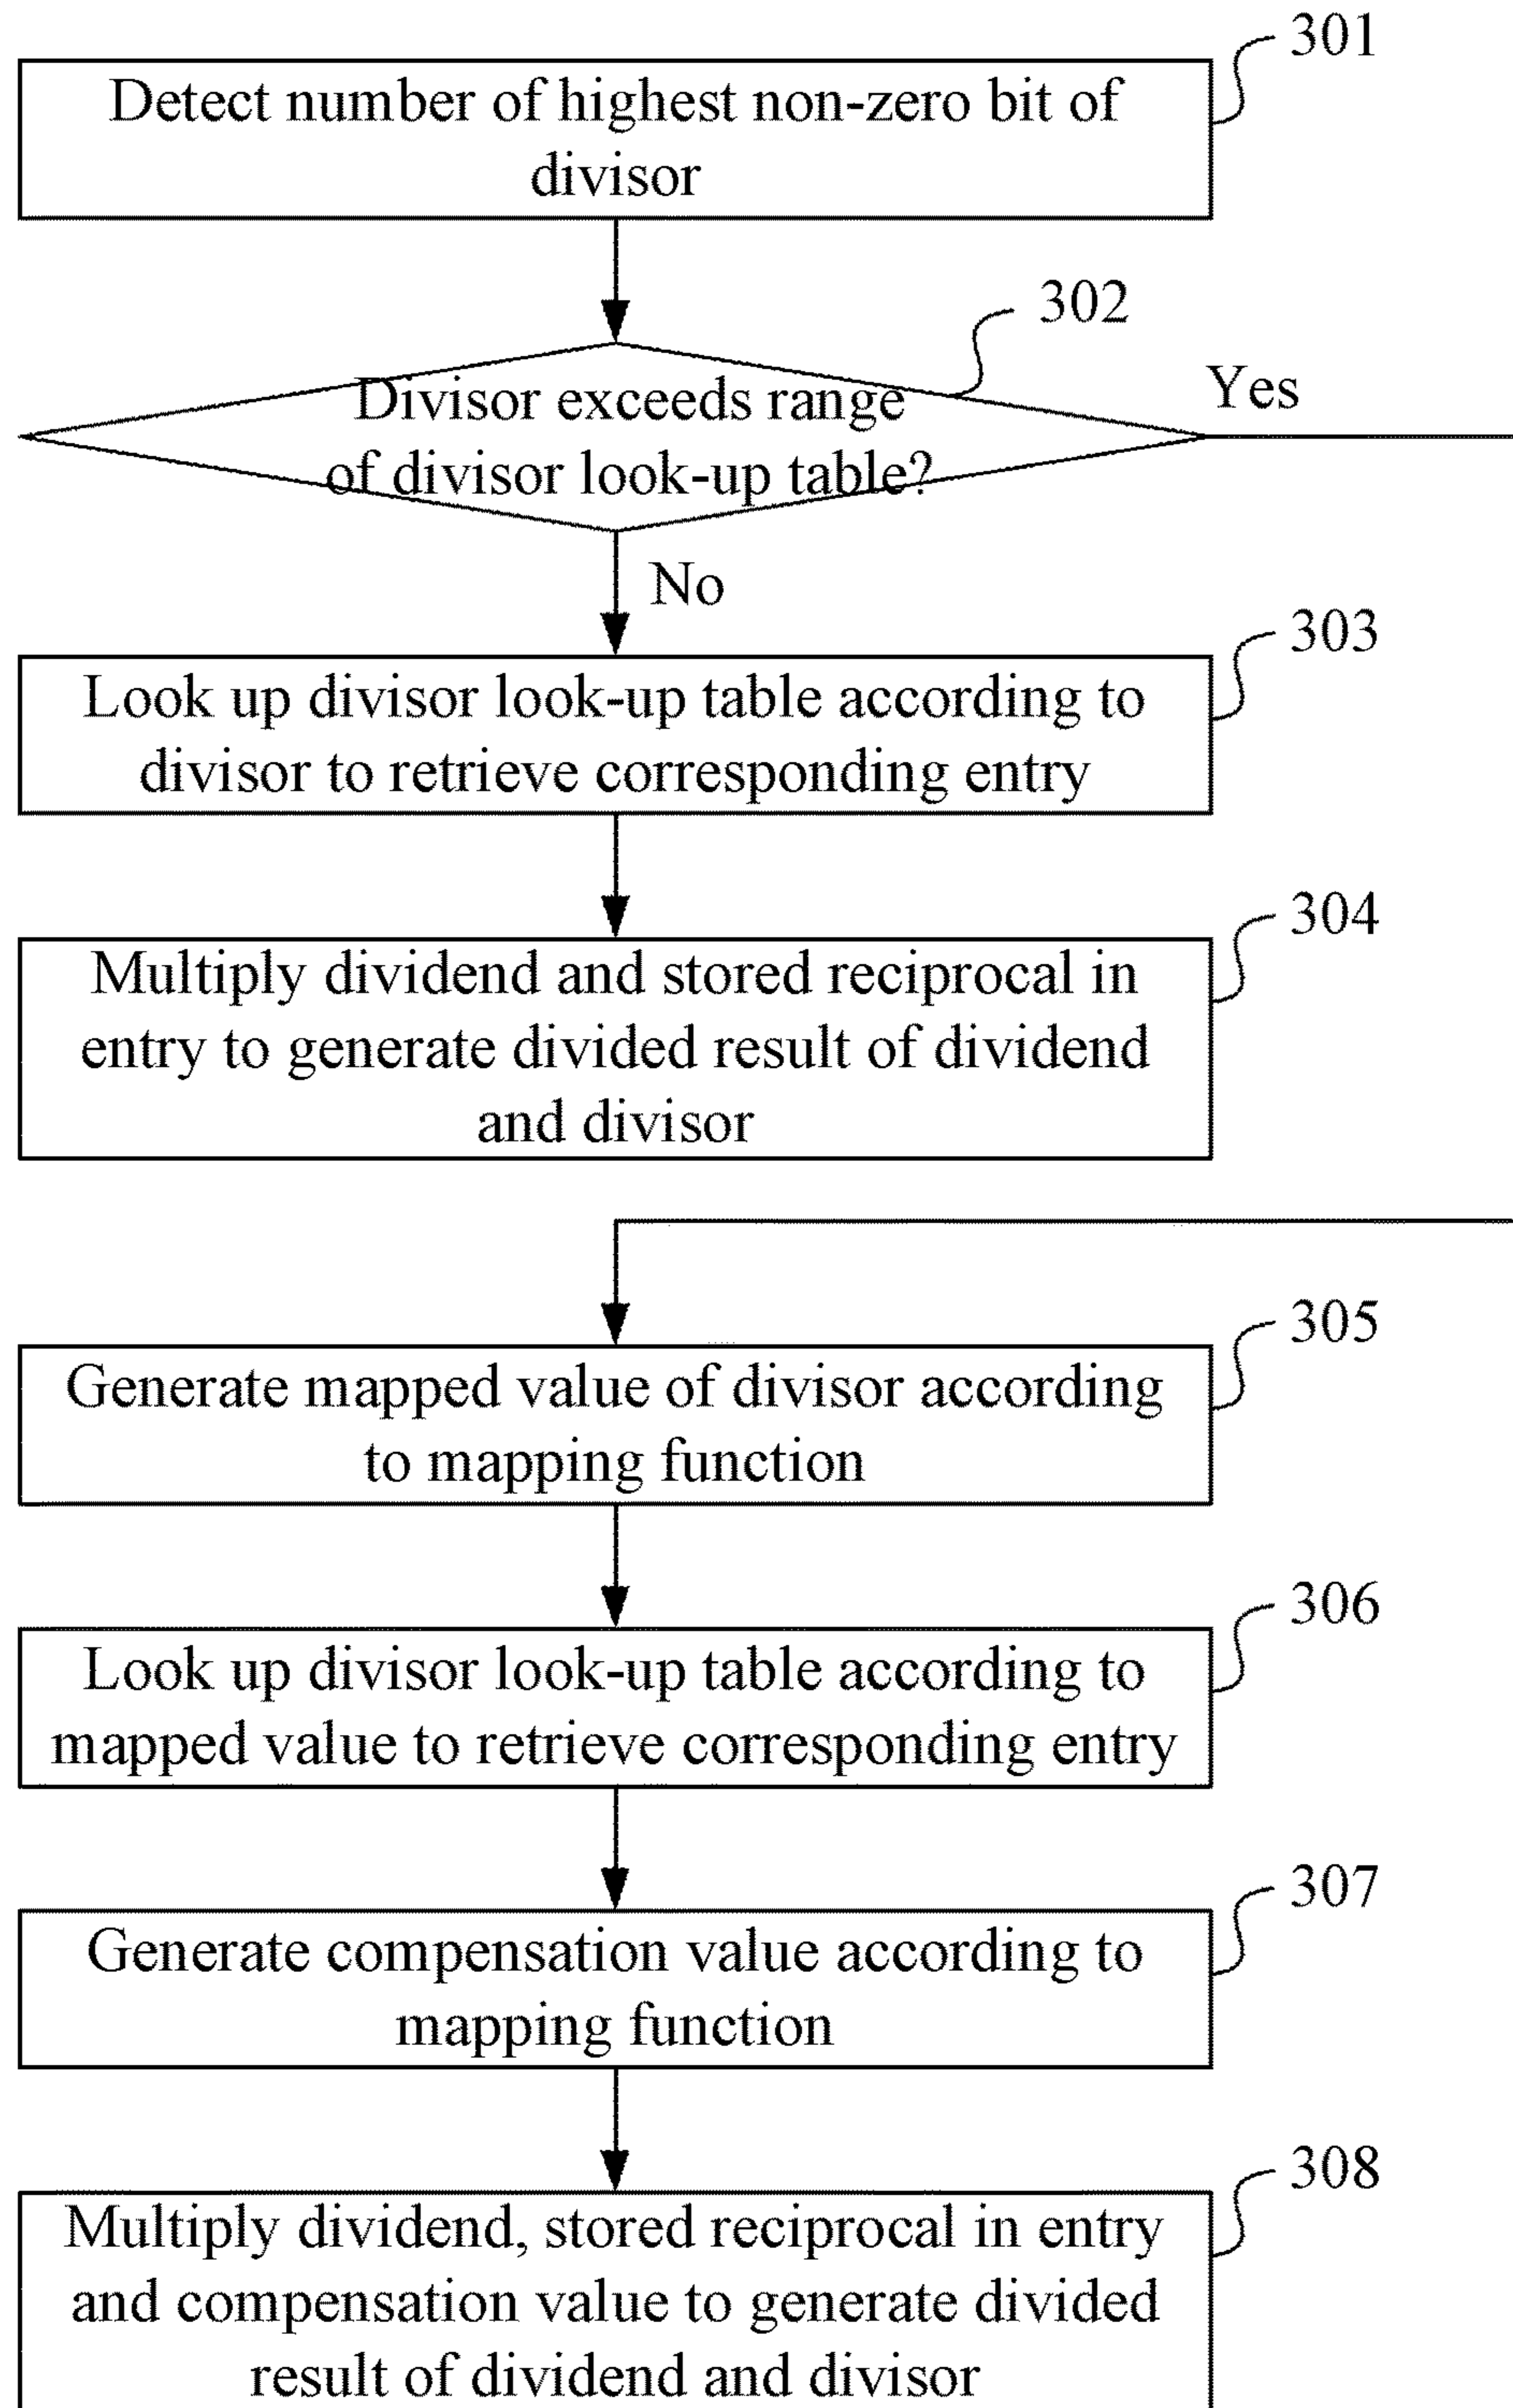 301
Detect number of highest non-zero bit of
divisor
302
Divisor exceeds range
of divisor look-up table?
Yes
No
303
Look up divisor look-up table according to
divisor to retrieve corresponding entry
304
Multiply dividend and stored reciprocal in
entry to generate divided result of dividend
and divisor
305
Generate mapped value of divisor according
to mapping function
306
Look up divisor look-up table according to
mapped value to retrieve corresponding entry
307
Generate compensation value according to
mapping function
308
Multiply dividend, stored reciprocal in entry
and compensation value to generate divided
result of dividend and divisor